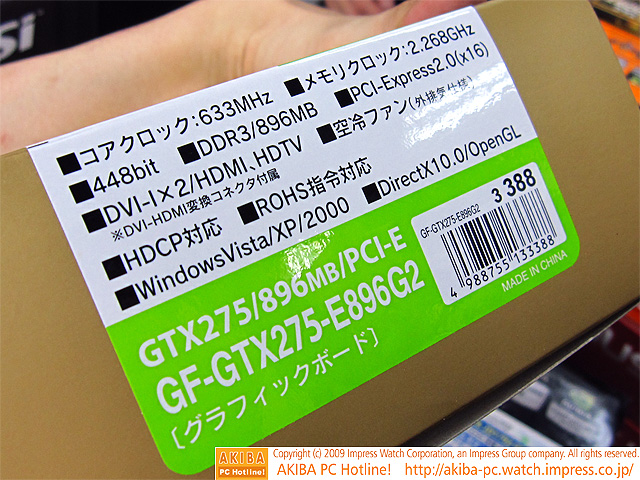 Si
■コアクロック:633MHz ■メモリクロック:2.268GHz
■448bit ■DDR3/896MB ■PCI-Express2.0(x16)
■DVI-I×2/HDMI、HDTV ■空冷ファン(外排気仕様)
※DVI-HDMI変換コネクタ付属
■HDCP対応 ■ROHS指令対応
■WindowsVista/XP/2000 ■DirectX10.0/OpenGL
GTX275/896MB/PCI-E
GF-GTX275-E896G2
[グラフィックボード]
3 388
GF-GTX275-E896G2
4 988755 133388
MADE IN CHINA
AKIBA
PC Hotline!
Copyright (c) 2009 Impress Watch Corporation, an Impress Group company. All rights reserved.
AKIBA PC Hotline! http://akiba-pc.watch.impress.co.jp/